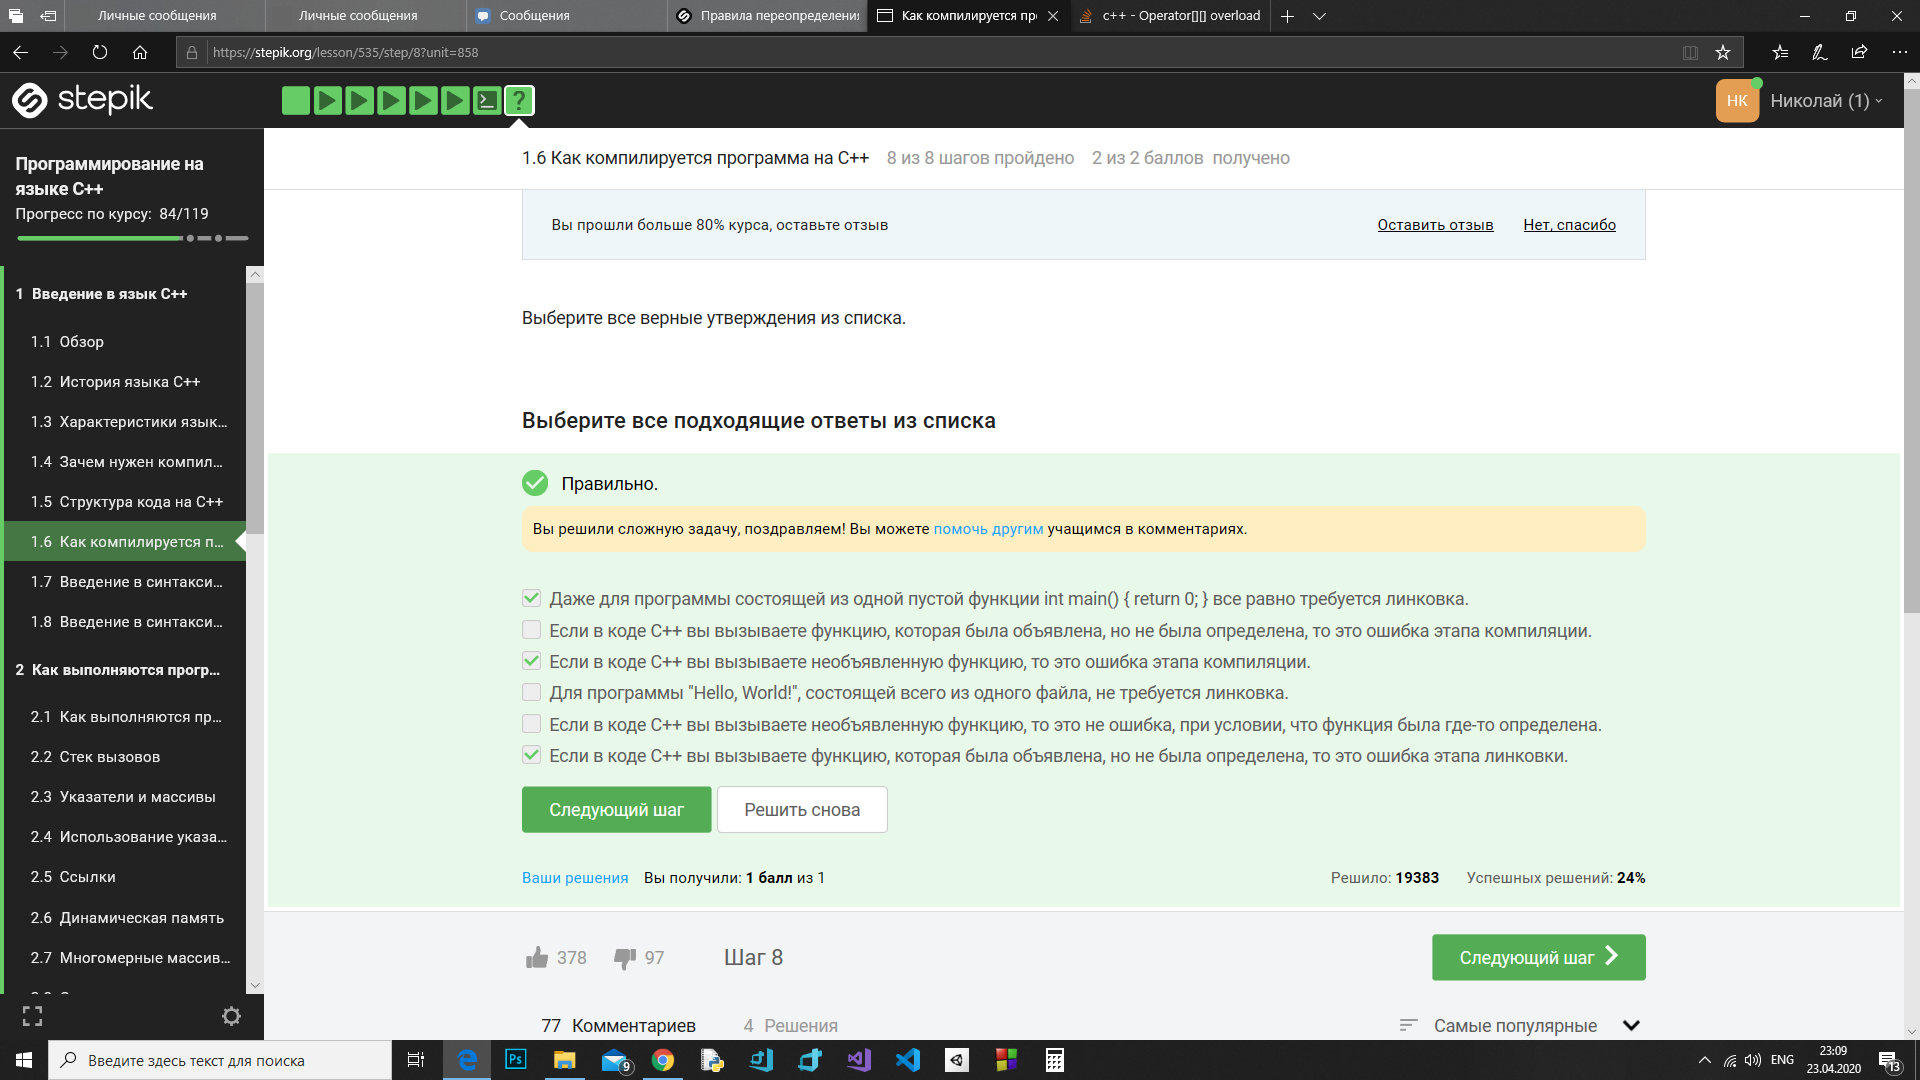 Личные сообщения
Личные сообщения
Сообщения
Правила переопределения
Как компилируется пр
c++ - Operator[][] overload
https://stepik.org/lesson/535/step/8?unit=858
stepik
НК
Николай (1)
Программирование на
языке C++
Прогресс по курсу: 84/119
1 Введение в язык C++
1.1 Обзор
1.2 История языка C++
1.3 Характеристики язык...
1.4 Зачем нужен компил...
1.5 Структура кода на C++
1.6 Как компилируется п...
1.7 Введение в синтакси...
1.8 Введение в синтакси...
2 Как выполняются прогр...
2.1 Как выполняются пр...
2.2 Стек вызовов
2.3 Указатели и массивы
2.4 Использование указа...
2.5 Ссылки
2.6 Динамическая память
2.7 Многомерные массив...
1.6 Как компилируется программа на C++ 8 из 8 шагов пройдено 2 из 2 баллов получено
Вы прошли больше 80% курса, оставьте отзыв
Оставить отзыв
Нет, спасибо
Выберите все верные утверждения из списка.
Выберите все подходящие ответы из списка
Правильно.
Вы решили сложную задачу, поздравляем! Вы можете помочь другим учащимся в комментариях.
Даже для программы состоящей из одной пустой функции int main() { return 0; } все равно требуется линковка.
Если в коде C++ вы вызываете функцию, которая была объявлена, но не была определена, то это ошибка этапа компиляции.
Если в коде C++ вы вызываете необъявленную функцию, то это ошибка этапа компиляции.
Для программы "Hello, World!", состоящей всего из одного файла, не требуется линковка.
Если в коде C++ вы вызываете необъявленную функцию, то это не ошибка, при условии, что функция была где-то определена.
Если в коде C++ вы вызываете функцию, которая была объявлена, но не была определена, то это ошибка этапа линковки.
Следующий шаг
Решить снова
Ваши решения Вы получили: 1 балл из 1
Решило: 19383 Успешных решений: 24%
378
97
Шаг 8
Следующий шаг
77 Комментариев
4 Решения
Самые популярные
Введите здесь текст для поиска
Ps
9
ENG
23:09
23.04.2020
13